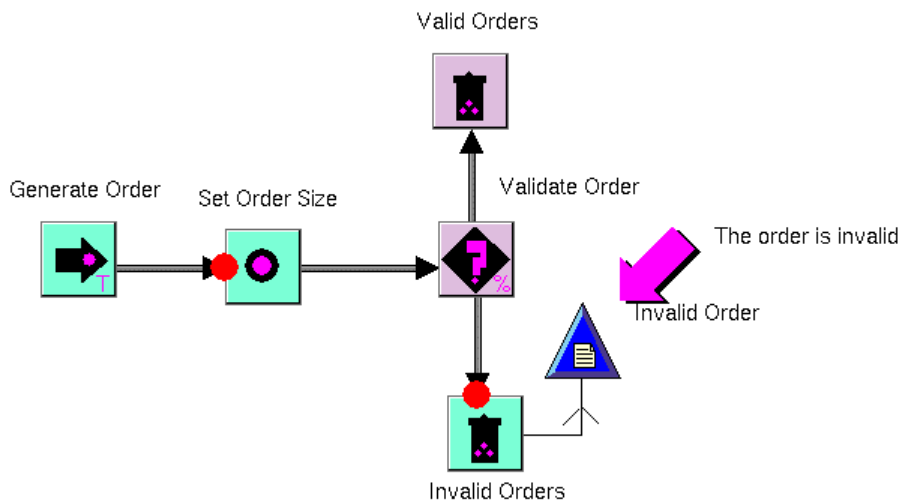 Valid Orders
Generate Order
Set Order Size
Validate Order
T
?
%
The order is invalid
Invalid Order
Invalid Orders